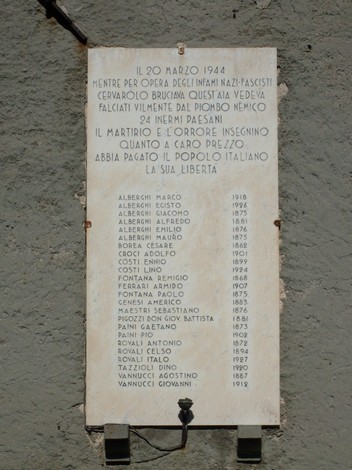 IL 20 MARZO 1944
MENTRE PER OPERA DEGLI INFAMI NAZI-FASCISTI
CERVAROLO BRUCIAVA QUEST'AIA VEDEVA
FALCIATI VILMENTE DAL PIOMBO NEMICO
24 INERMI PAESANI
IL MARTIRIO E L'ORRORE INSEGNINO
QUANTO A CARO PREZZO
ABBIA PAGATO IL POPOLO ITALIANO
LA SUA LIBERTÀ
ALBERGHI MARCO 1918
ALBERGHI EGISTO 1926
ALBERGHI GIACOMO 1875
ALBERGHI ALFREDO 1881
ALBERGHI EMILIO 1876
ALBERGHI MAURO 1873
BOREA CESARE 1862
CROCI ADOLFO 1901
COSTI ENNIO 1899
COSTI LINO 1924
FONTANA REMIGIO 1868
FERRARI ARMIDO 1907
FONTANA PAOLO 1875
GENESI AMERICO 1883
MAESTRI SEBASTIANO 1876
PIGOZZI DON GIOV. BATTISTA 1881
PAINI GAETANO 1873
PAINI PIO 1902
ROVALI ANTONIO 1872
ROVALI CELSO 1894
ROVALI ITALO 1927
TAZZIOLI DINO 1920
VANNUCCI AGOSTINO 1887
VANNUCCI GIOVANNI 1912